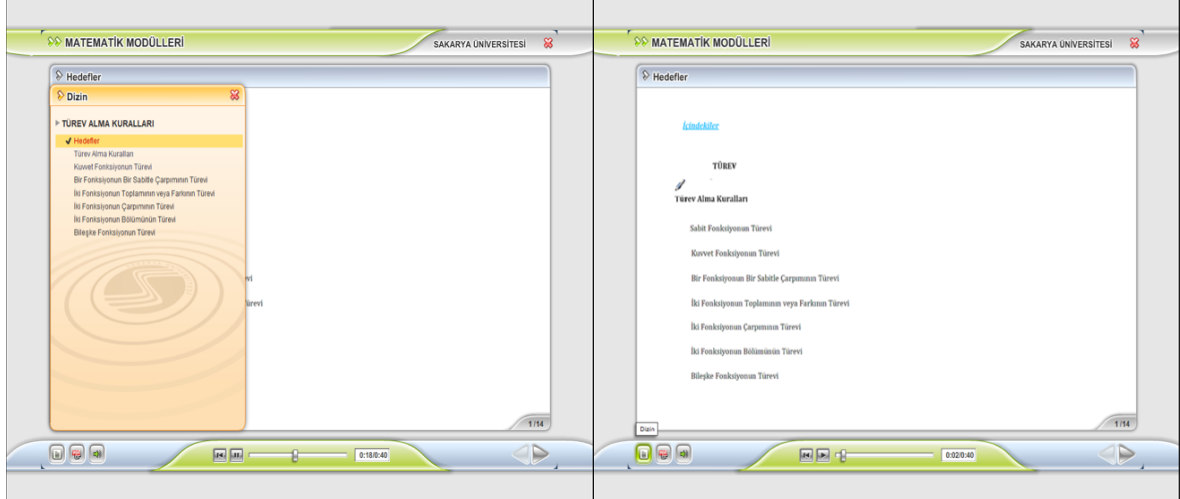 MATEMATİK MODÜLLERİ
SAKARYA ÜNİVERSİTESİ
Hedefler
Dizin
TÜREV ALMA KURALLARI
Hedefler
Türev Alma Kuralları
Kuvvet Fonksiyonun Türevi
Bir Fonksiyonun Bir Sabitle Çarpımının Türevi
İki Fonksiyonun Toplamının veya Farkının Türevi
İki Fonksiyonun Çarpımının Türevi
İki Fonksiyonun Bölümünün Türevi
Bileşke Fonksiyonun Türevi
vi
ürevi
1 /14
0:18/0:40
MATEMATİK MODÜLLERİ
SAKARYA ÜNİVERSİTESİ
Hedefler
İçindekiler
TÜREV
Türev Alma Kuralları
Sabit Fonksiyonun Türevi
Kuvvet Fonksiyonun Türevi
Bir Fonksiyonun Bir Sabitle Çarpımının Türevi
İki Fonksiyonun Toplamının veya Farkının Türevi
İki Fonksiyonun Çarpımının Türevi
İki Fonksiyonun Bölümünün Türevi
Bileşke Fonksiyonun Türevi
1 /14
Dizin
0:02/0:40